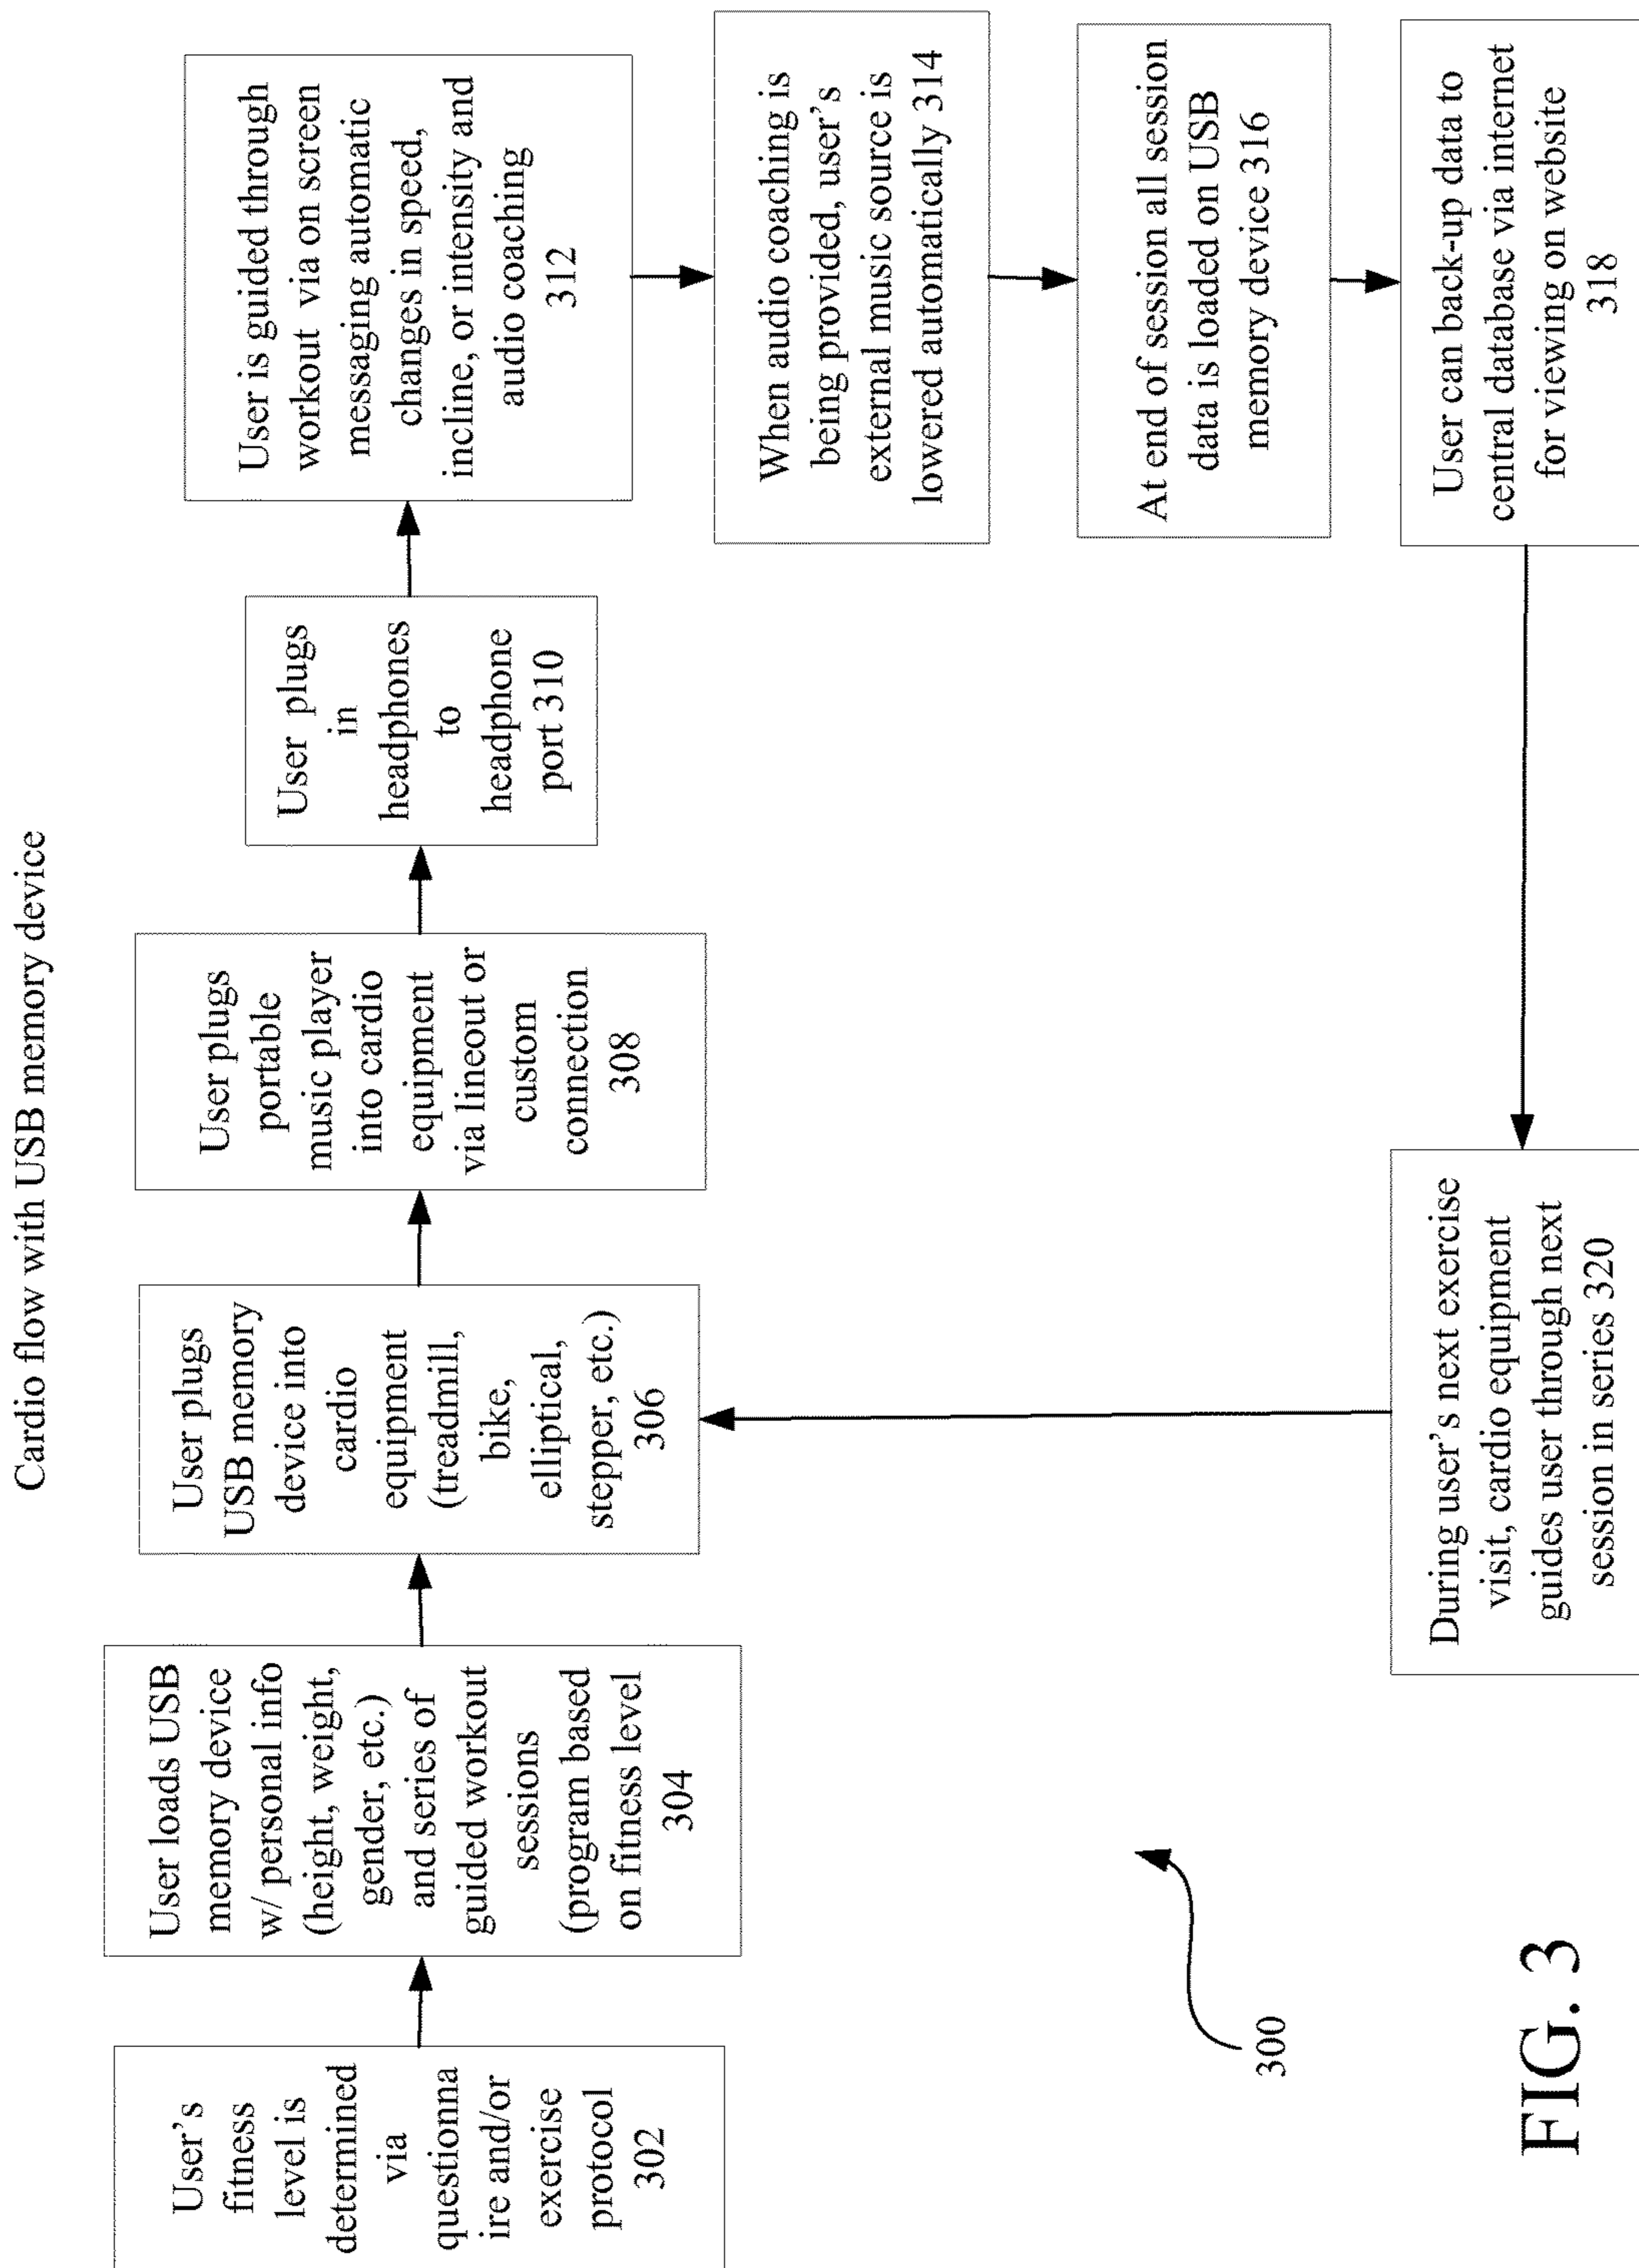 Cardio flow with USB memory device
User's
fitness
level is
determined
via
questionna
ire and/or
exercise
protocol
302
User loads USB
memory device
w/ personal info
(height, weight,
gender, etc.)
and series of
guided workout
sessions
(program based
on fitness level
304
User plugs
USB memory
device into
cardio
equipment
(treadmill,
bike,
elliptical,
stepper, etc.)
306
User plugs
portable
music player
into cardio
equipment
via lineout or
custom
connection
308
User plugs
in
headphones
to
headphone
port 310
User is guided through
workout via on screen
messaging automatic
changes in speed,
incline, or intensity and
audio coaching
312
When audio coaching is
being provided, user's
external music source is
lowered automatically 314
At end of session all session
data is loaded on USB
memory device 316
User can back-up data to
central database via internet
for viewing on website
318
During user's next exercise
visit, cardio equipment
guides user through next
session in series 320
300
FIG. 3